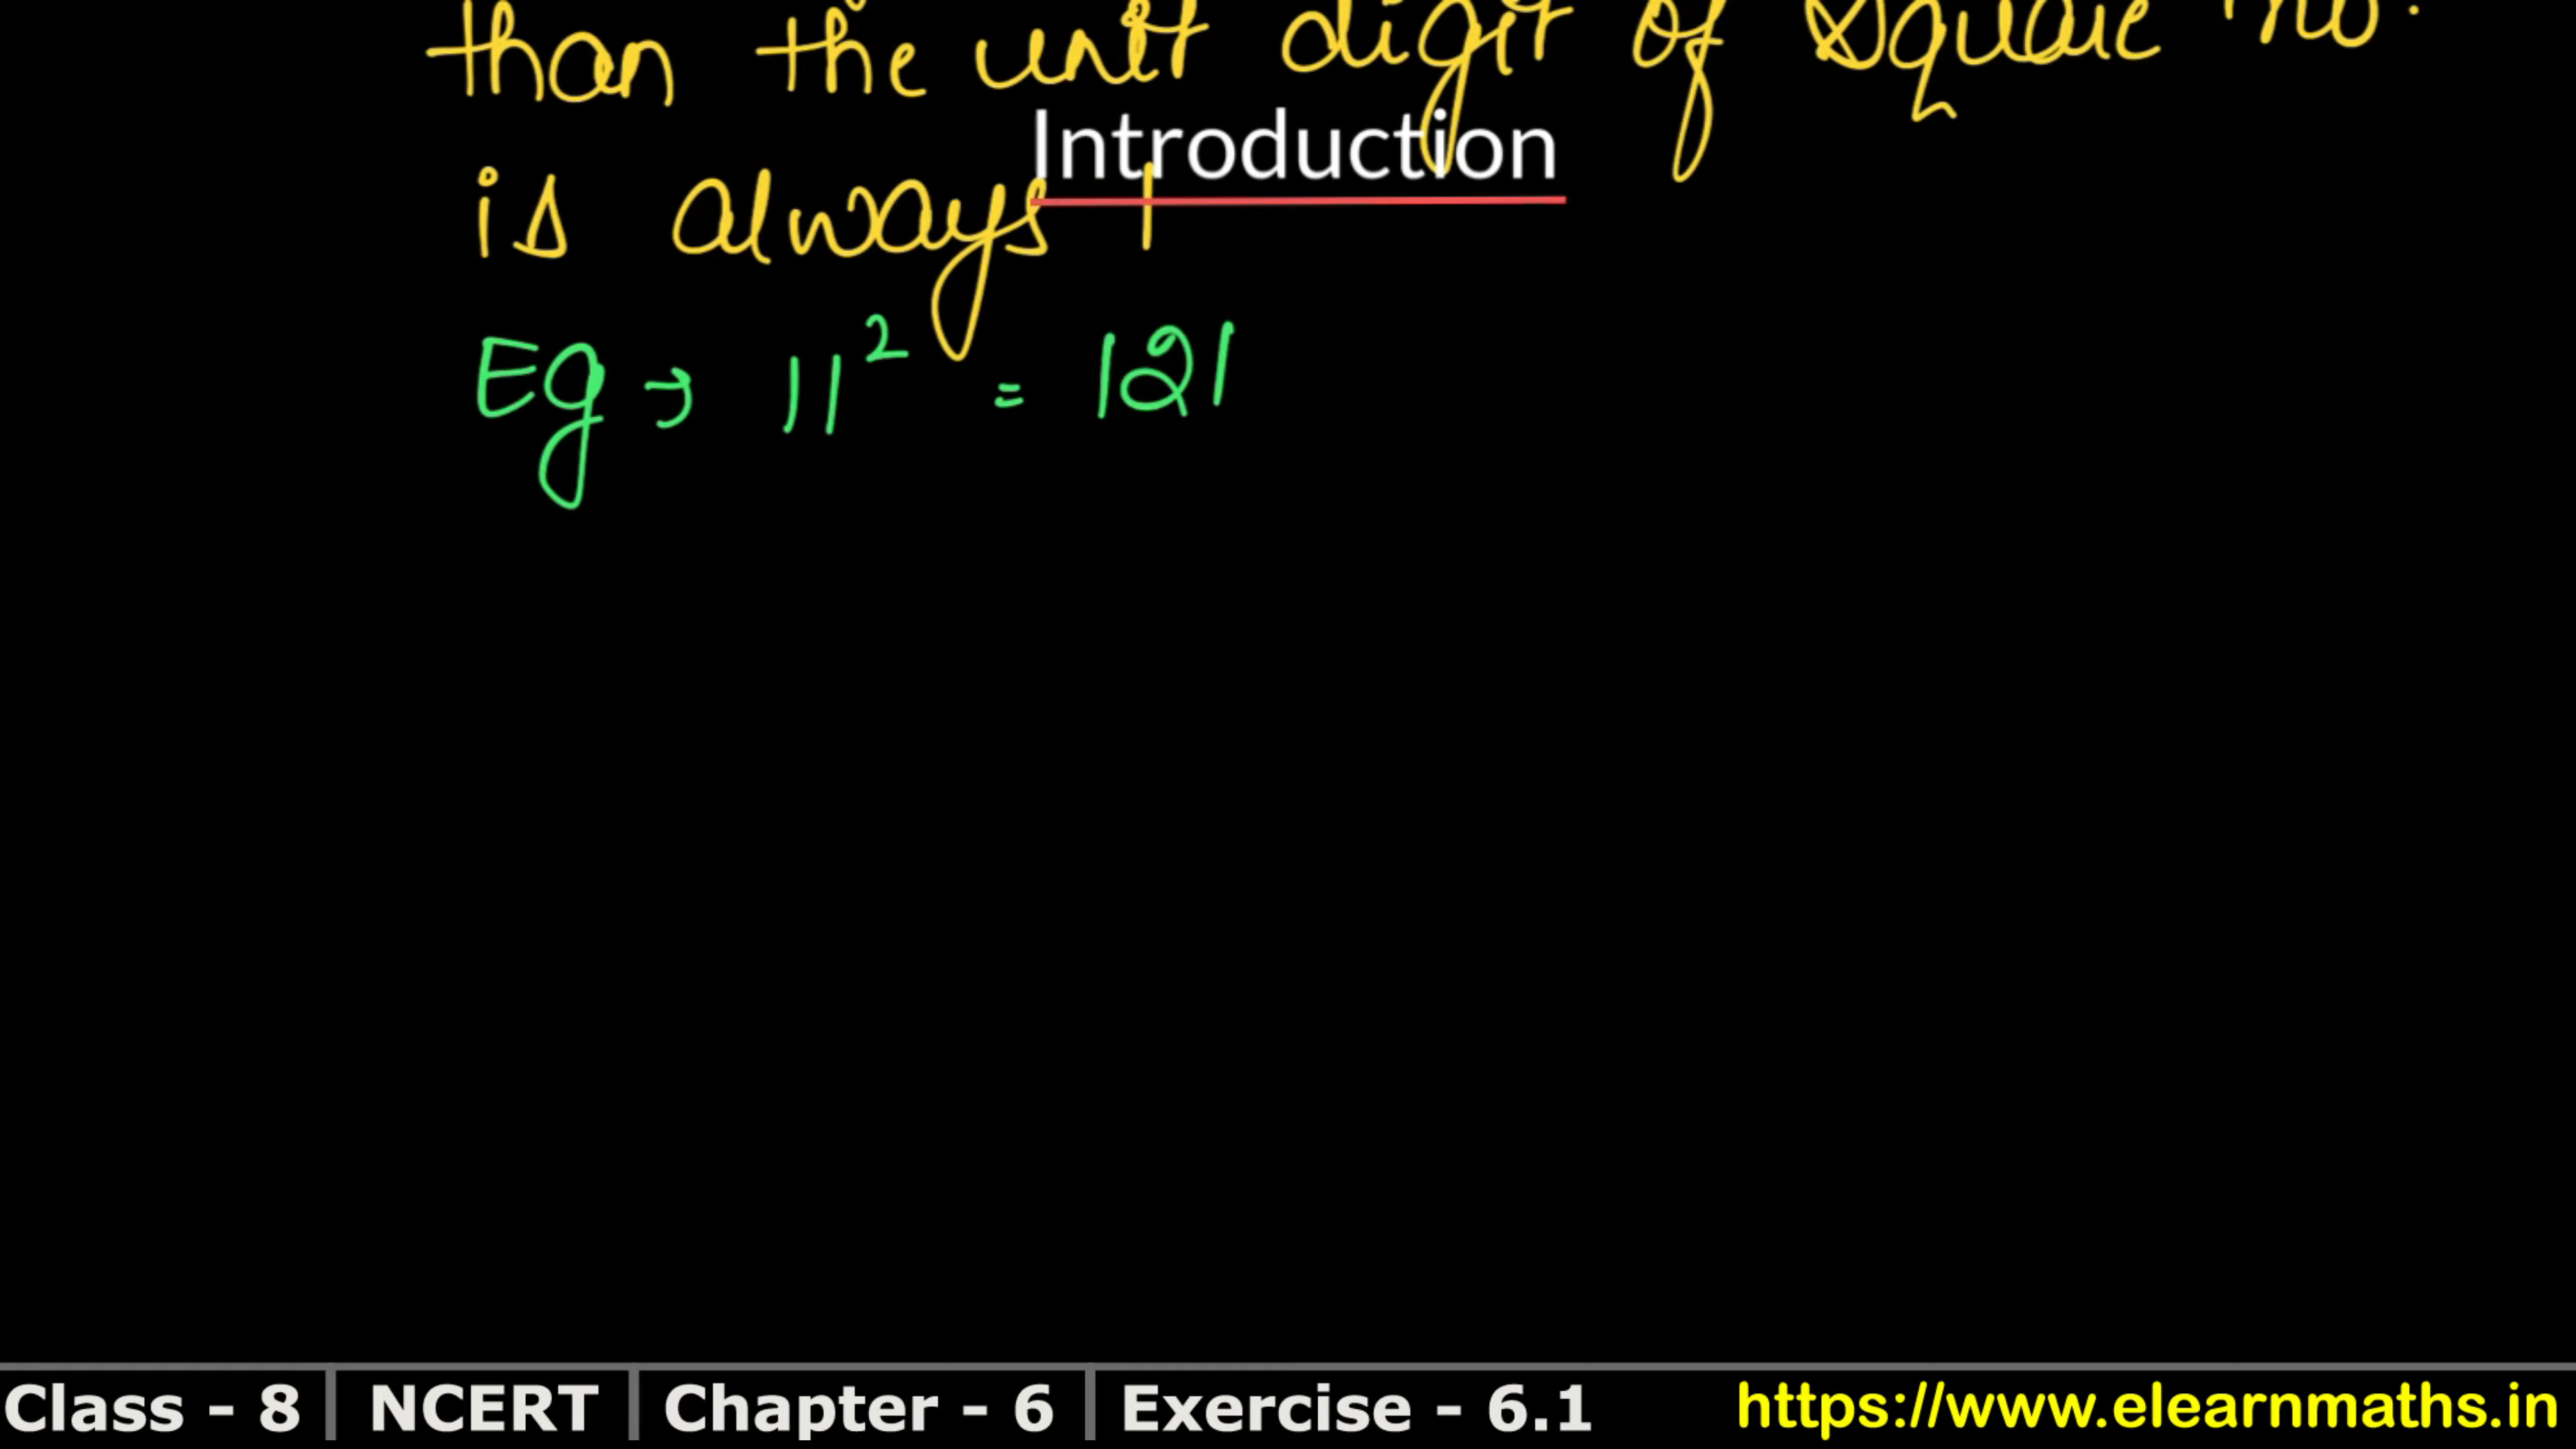 than the unit digit of square no.
Introduction
is always 1
Eg → 11² = 121
Class - 8 | NCERT | Chapter - 6 | Exercise - 6.1 https://www.elearnmaths.in